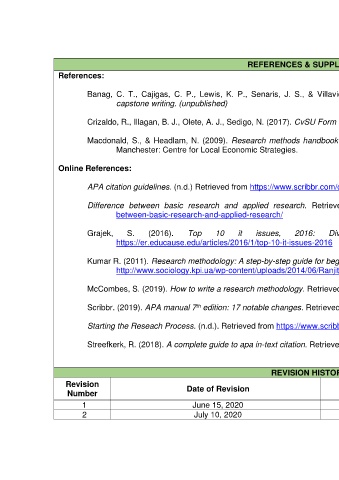 REFERENCES & SUPPL
References:
Banag, C. T., Cajigas, C. P., Lewis, K. P., Senaris, J. S., & Villavi
capstone writing. (unpublished)
Crizaldo, R., Illagan, B. J., Olete, A. J., Sedigo, N. (2017). CvSU Form
Macdonald, S., & Headlam, N. (2009). Research methods handbook
Manchester: Centre for Local Economic Strategies.
Online References:
APA citation guidelines. (n.d.) Retrieved from https://www.scribbr.com/
Difference between basic research and applied research. Retrieve
between-basic-research-and-applied-research/
Grajek, S. (2016). Top 10 it issues, 2016: Div
https://er.educause.edu/articles/2016/1/top-10-it-issues-2016
Kumar R. (2011). Research methodology: A step-by-step guide for beg
http://www.sociology.kpi.ua/wp-content/uploads/2014/06/Ranjit
McCombes, S. (2019). How to write a research methodology. Retrieve
Scribbr. (2019). APA manual 7th edition: 17 notable changes. Retrieved
Starting the Reseach Process. (n.d.). Retrieved from https://www.scribb
Streefkerk, R. (2018). A complete guide to apa in-text citation. Retrieve
REVISION HISTOR
Revision
Number
Date of Revision
1 June 15, 2020
2 July 10, 2020